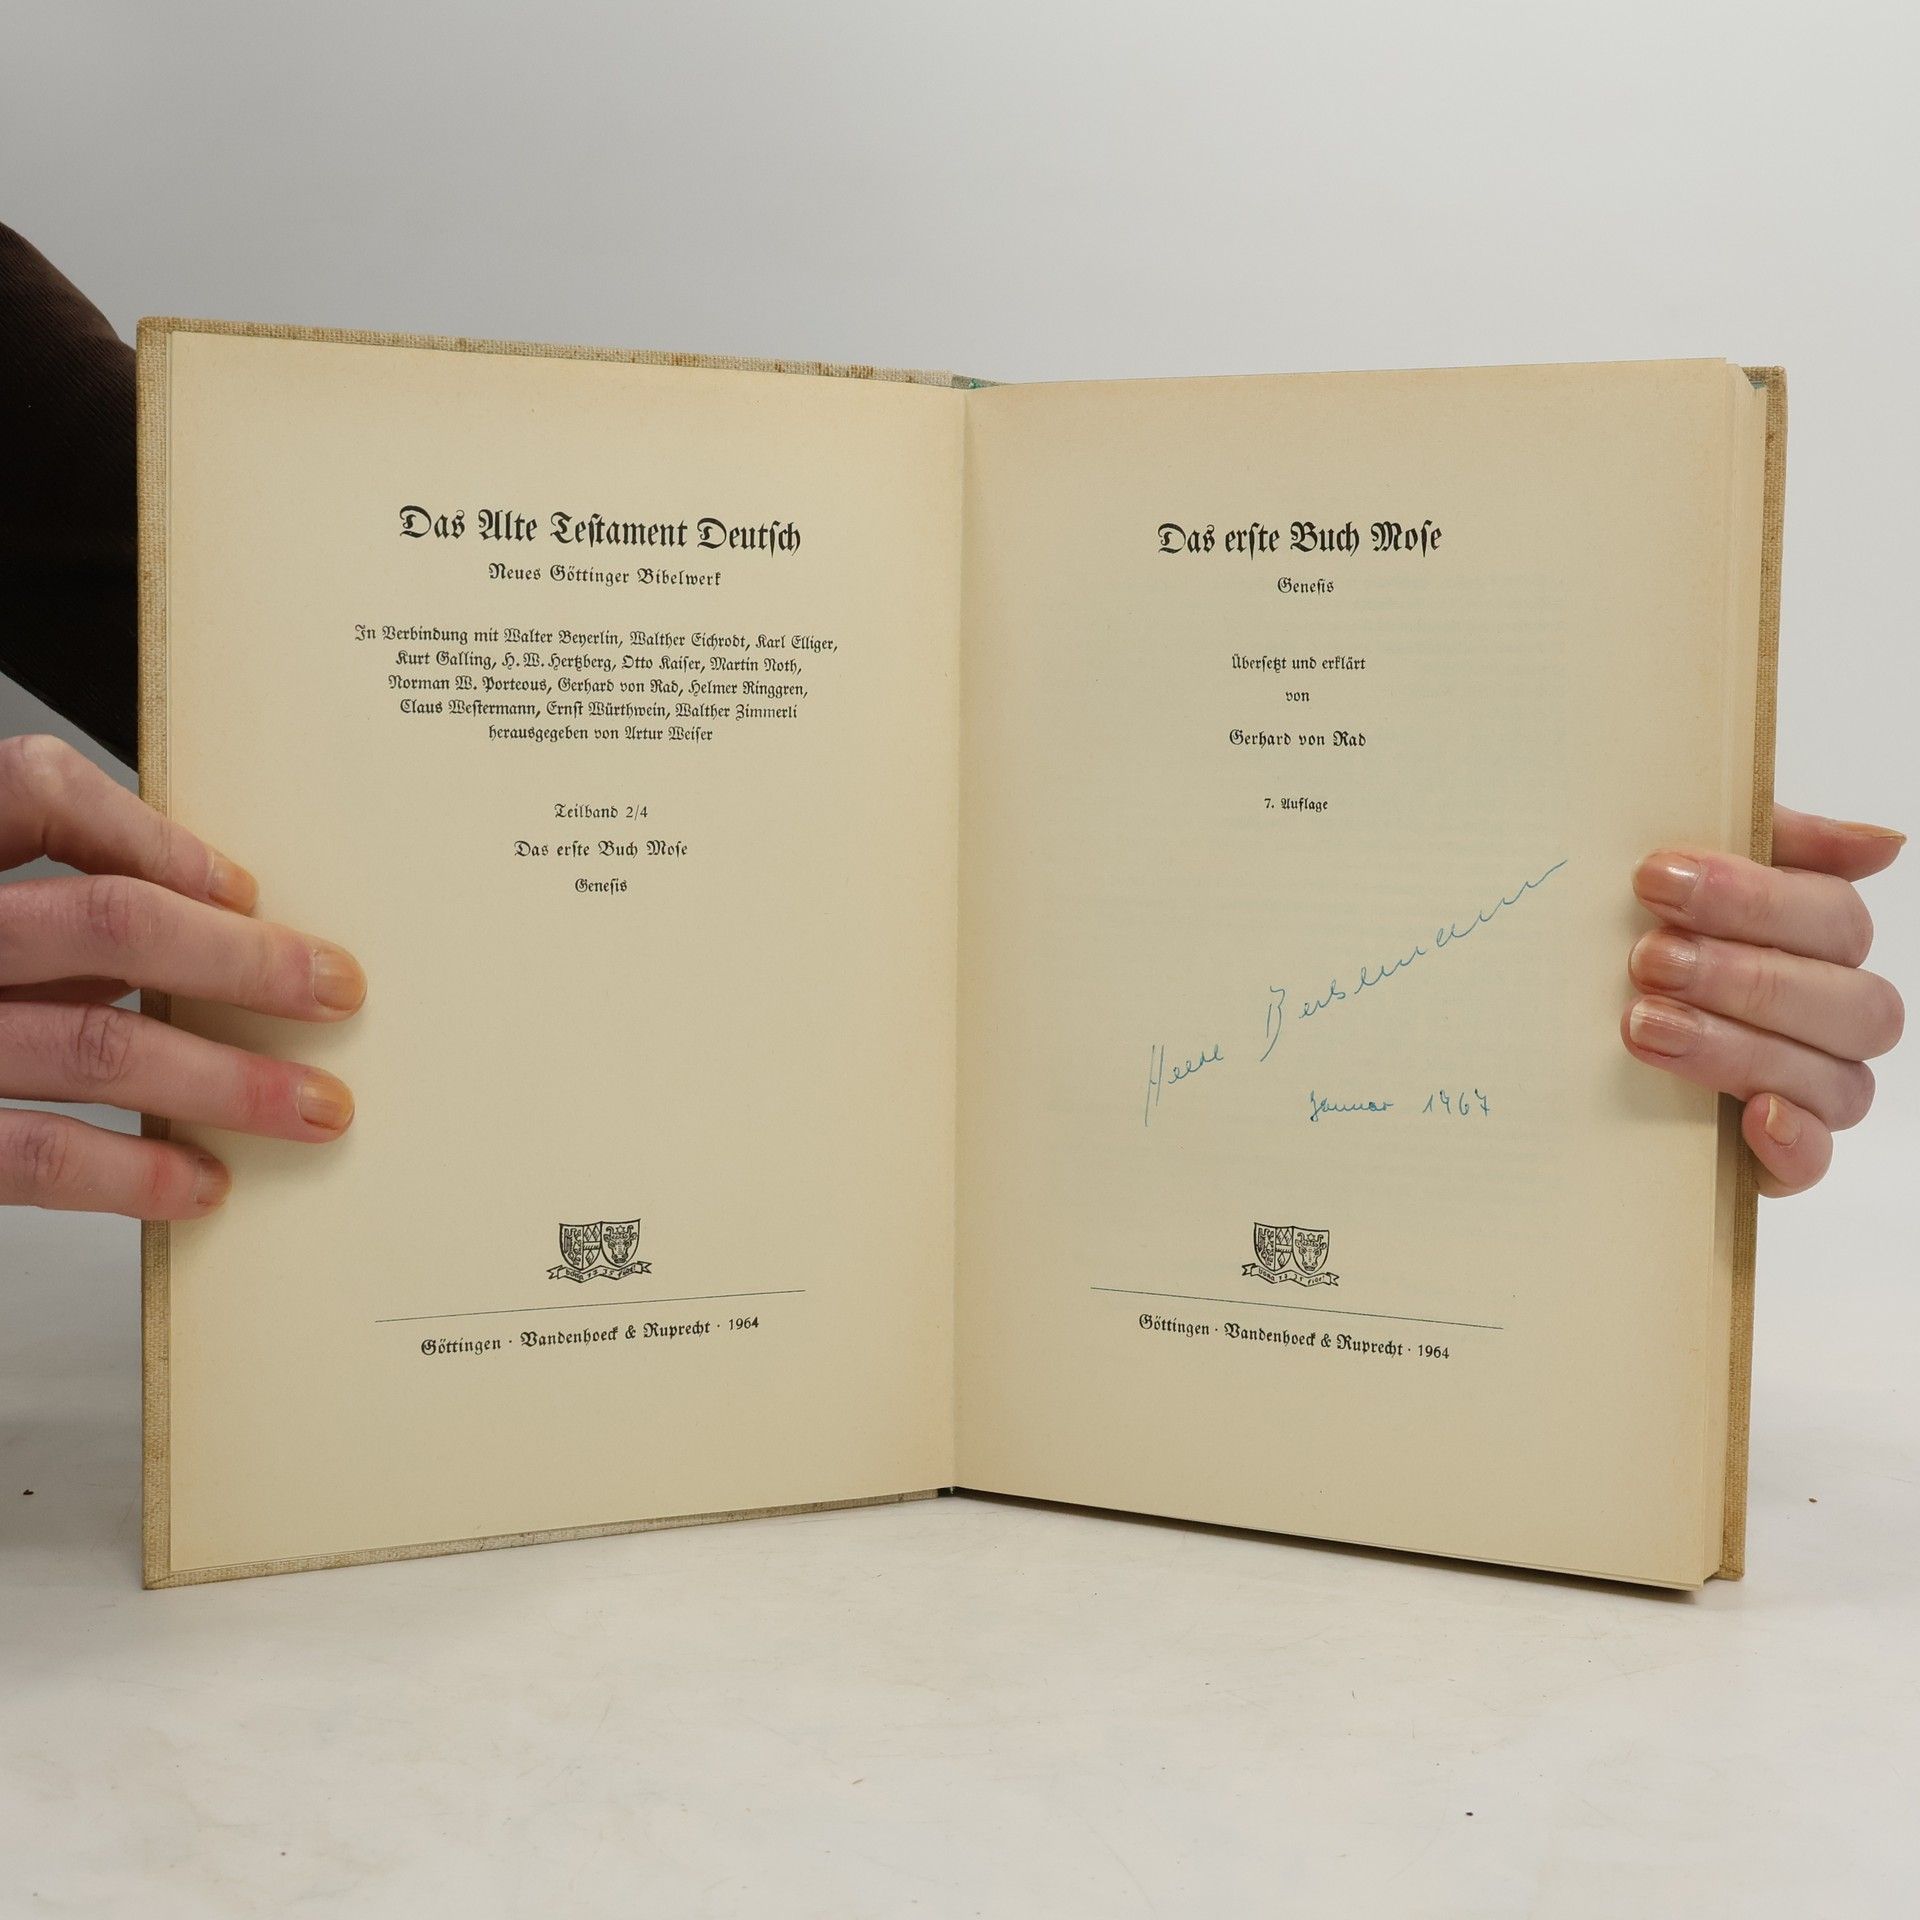 Das Alte Testament Deutsch
Neues Göttinger Bibelwerk
In Verbindung mit Walter Beyerlin, Walther Eichrodt, Karl Elliger,
Kurt Galling, H. W. Hertzberg, Otto Kaiser, Martin Noth,
Norman W. Porteous, Gerhard von Rad, Helmer Ringgren,
Claus Westermann, Ernst Würthwein, Walther Zimmerli
herausgegeben von Artur Weiser
Teilband 2/4
Das erste Buch Mose
Genesis
Göttingen · Vandenhoeck & Ruprecht · 1964
Das erste Buch Mose
Genesis
Übersetzt und erklärt
von
Gerhard von Rad
7. Auflage
Januar 1967
Göttingen · Vandenhoeck & Ruprecht · 1964